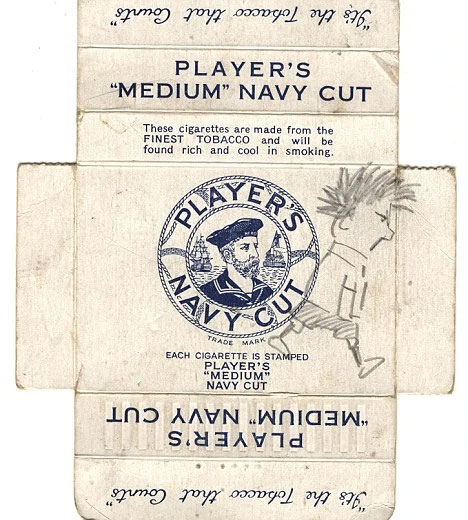 "It's the Tobacco that Counts"
PLAYER'S
"MEDIUM" NAVY CUT
These cigarettes are made from the
FINEST TOBACCO and will be
found rich and cool in smoking.
PLAYER'S
NAVY CUT
TRADE MARK
EACH CIGARETTE IS STAMPED
PLAYER'S
"MEDIUM"
NAVY CUT
PLAYER'S
"MEDIUM" NAVY CUT
"It's the Tobacco that Counts"